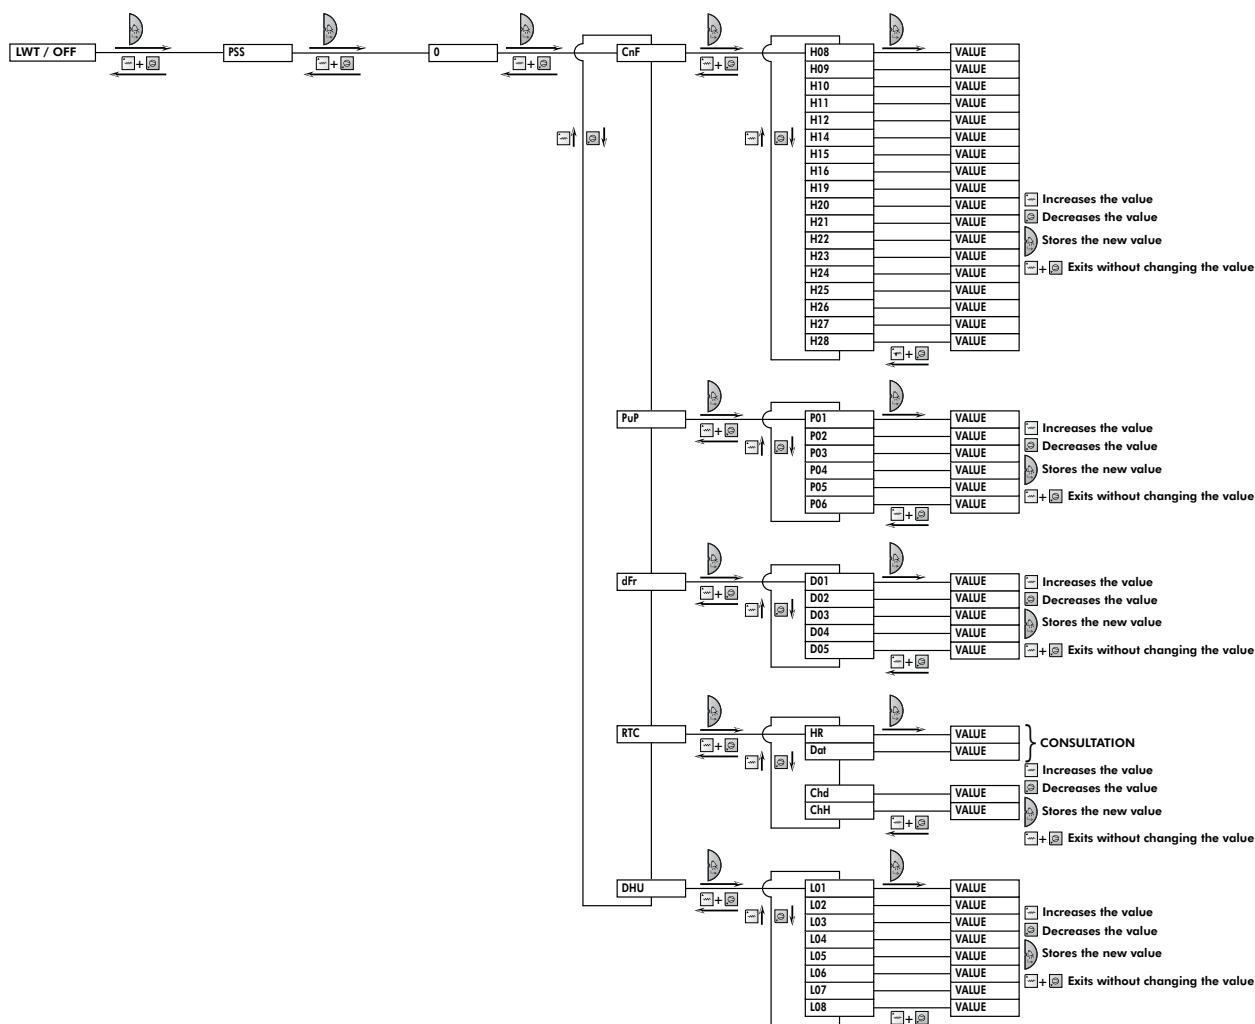 LWT / OFF
PSS
0
CnF
H08 VALUE
H09 VALUE
H10 VALUE
H11 VALUE
H12 VALUE
H14 VALUE
H15 VALUE
H16 VALUE
H19 VALUE
H20 VALUE
H21 VALUE
H22 VALUE
H23 VALUE
H24 VALUE
H25 VALUE
H26 VALUE
H27 VALUE
H28 VALUE
Increases the value
Decreases the value
Stores the new value
+ Exits without changing the value
PuP
P01 VALUE
P02 VALUE
P03 VALUE
P04 VALUE
P05 VALUE
P06 VALUE
Increases the value
Decreases the value
Stores the new value
+ Exits without changing the value
dFr
D01 VALUE
D02 VALUE
D03 VALUE
D04 VALUE
D05 VALUE
Increases the value
Decreases the value
Stores the new value
+ Exits without changing the value
RTC
HR VALUE
Dat VALUE
CONSULTATION
Chd VALUE
ChH VALUE
Increases the value
Decreases the value
Stores the new value
+ Exits without changing the value
DHU
L01 VALUE
L02 VALUE
L03 VALUE
L04 VALUE
L05 VALUE
L06 VALUE
L07 VALUE
L08 VALUE
Increases the value
Decreases the value
Stores the new value
+ Exits without changing the value